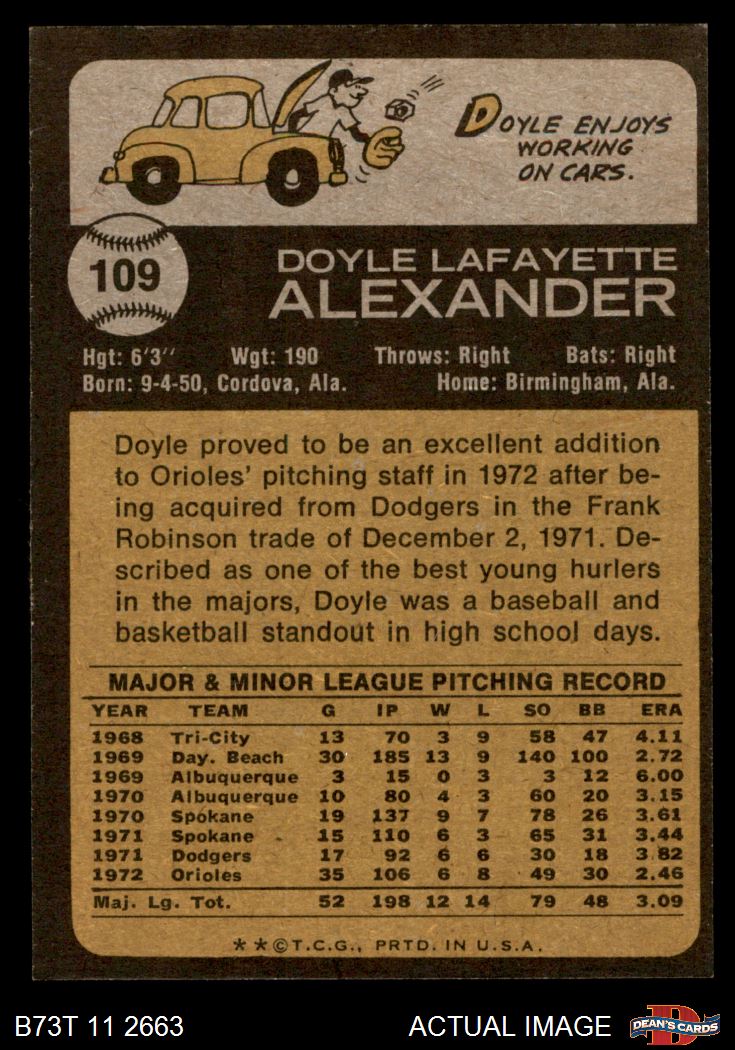 DOYLE ENJOYS
WORKING
ON CARS.
109
DOYLE LAFAYETTE
ALEXANDER
Hgt: 6'3" Wgt: 190 Throws: Right Bats: Right
Born: 9-4-50, Cordova, Ala. Home: Birmingham, Ala.
Doyle proved to be an excellent addition
to Orioles' pitching staff in 1972 after be-
ing acquired from Dodgers in the Frank
Robinson trade of December 2, 1971. De-
scribed as one of the best young hurlers
in the majors, Doyle was a baseball and
basketball standout in high school days.
MAJOR & MINOR LEAGUE PITCHING RECORD
YEAR TEAM G IP W L SO BB ERA
1968 Tri-City 13 70 3 9 58 47 4.11
1969 Day. Beach 30 185 13 9 140 100 2.72
1969 Albuquerque 3 15 0 3 3 12 6.00
1970 Albuquerque 10 80 4 3 60 20 3.15
1970 Spokane 19 137 9 7 78 26 3.61
1971 Spokane 15 110 6 3 65 31 3.44
1971 Dodgers 17 92 6 6 30 18 3.82
1972 Orioles 35 106 6 8 49 30 2.46
Maj. Lg. Tot. 52 198 12 14 79 48 3.09
* * © T.C.G., PRTD. IN U.S.A.
B73T 11 2663 ACTUAL IMAGE
D
DEAN'S CARDS